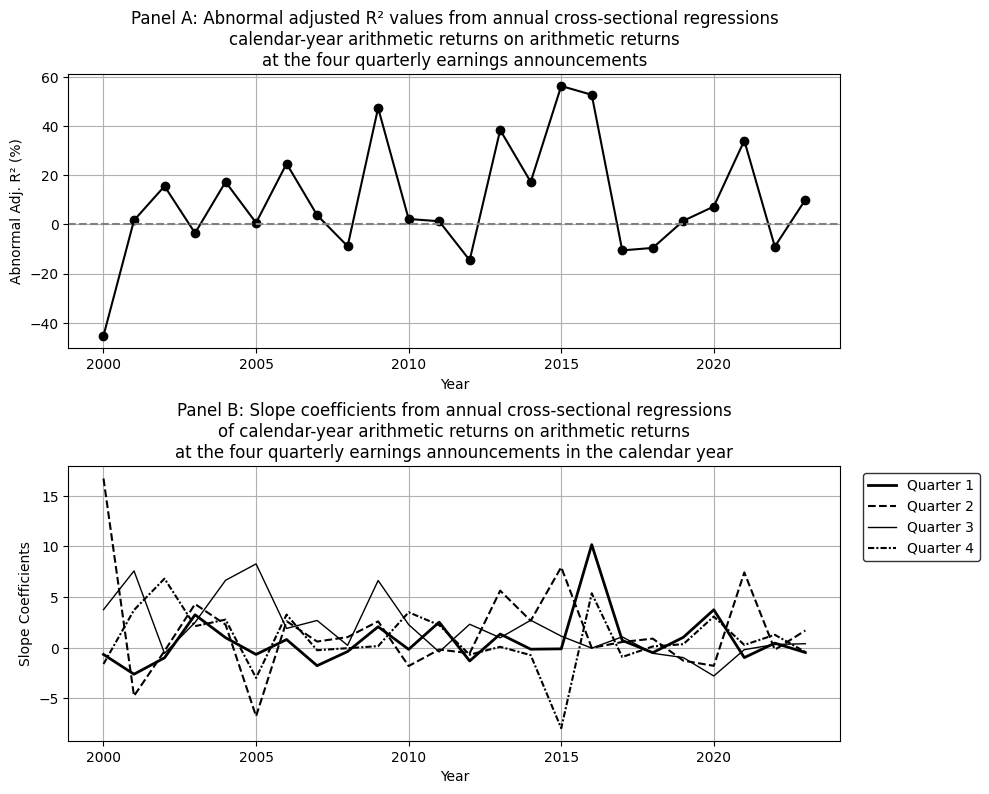 Panel A: Abnormal adjusted R² values from annual cross-sectional regressions
calendar-year arithmetic returns on arithmetic returns
at the four quarterly earnings announcements
Abnormal Adj. R² (%)
60
40
20
0
−20
−40
2000
2005
2010
2015
2020
Year
Panel B: Slope coefficients from annual cross-sectional regressions
of calendar-year arithmetic returns on arithmetic returns
at the four quarterly earnings announcements in the calendar year
Slope Coefficients
15
10
5
0
−5
2000
2005
2010
2015
2020
Year
Quarter 1
Quarter 2
Quarter 3
Quarter 4